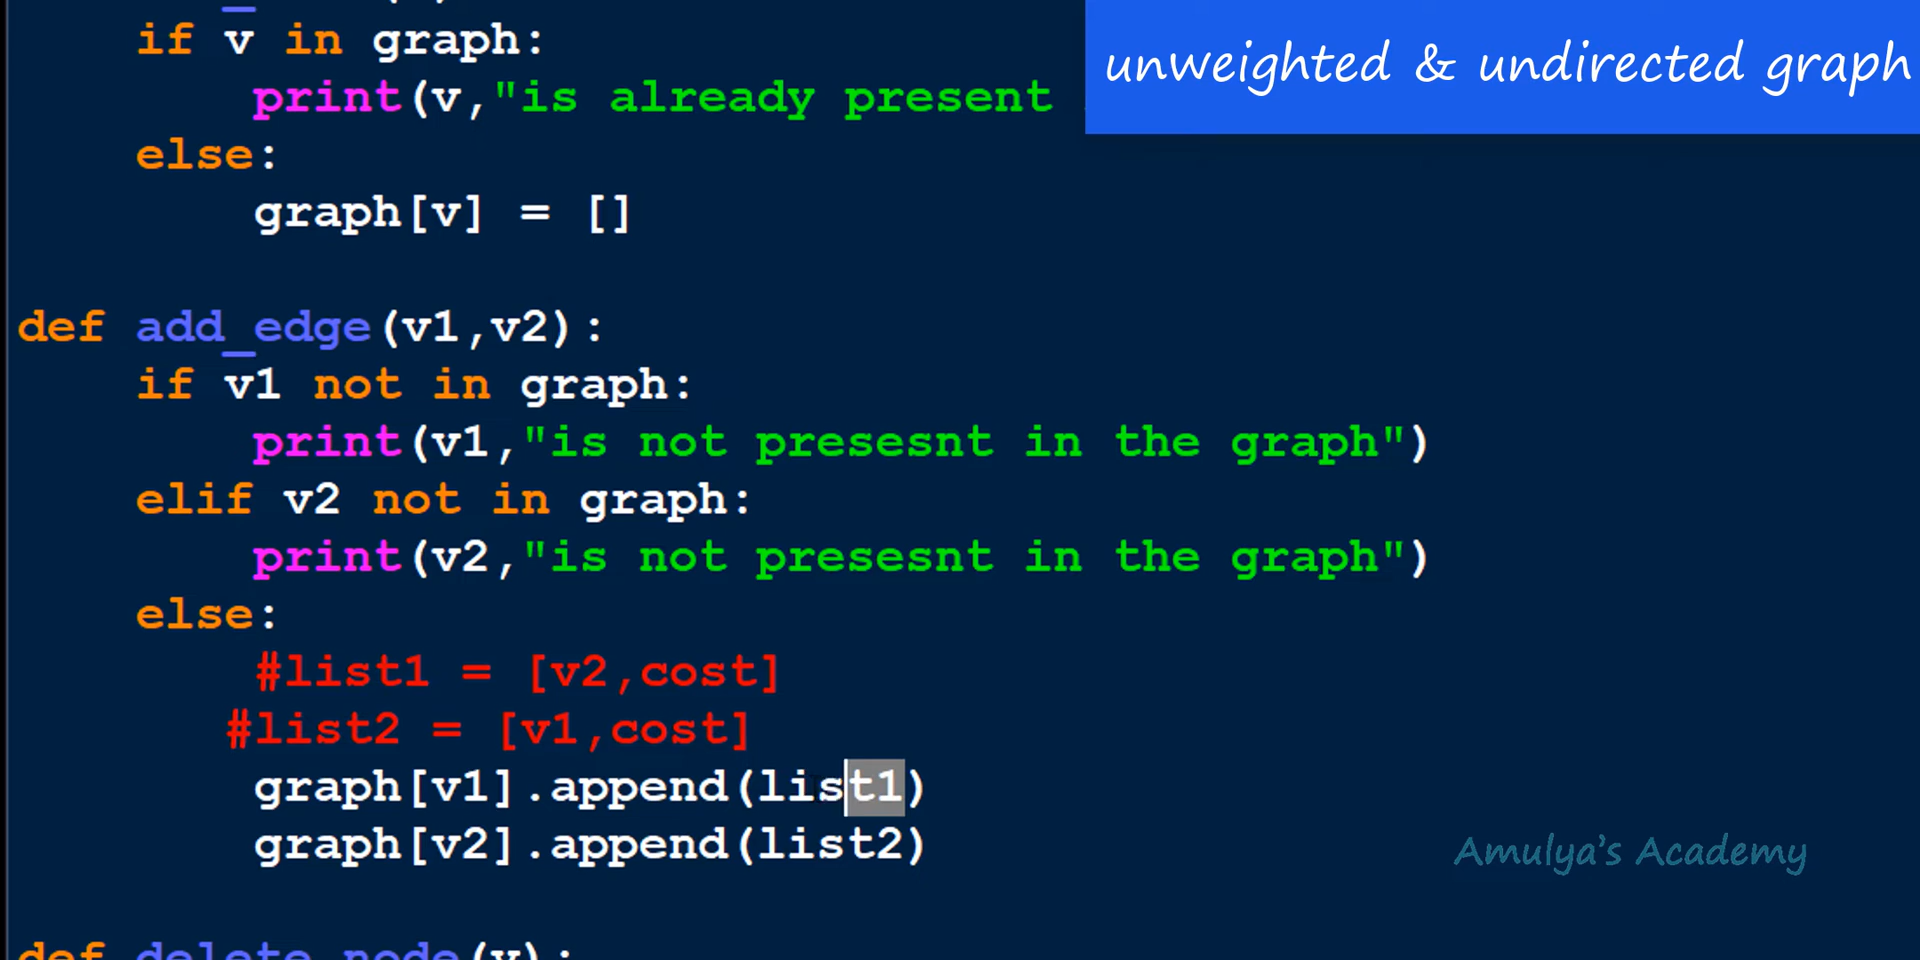 if v in graph:
unweighted & undirected graph
print(v,"is already present
else:
graph[v] = []
def add_edge(v1,v2):
if v1 not in graph:
print(v1,"is not presesnt in the graph")
elif v2 not in graph:
print(v2,"is not presesnt in the graph")
else:
#list1 = [v2,cost]
#list2 = [v1,cost]
graph[v1].append(list1)
graph[v2].append(list2)
Amulya's Academy
def delete_node(v):